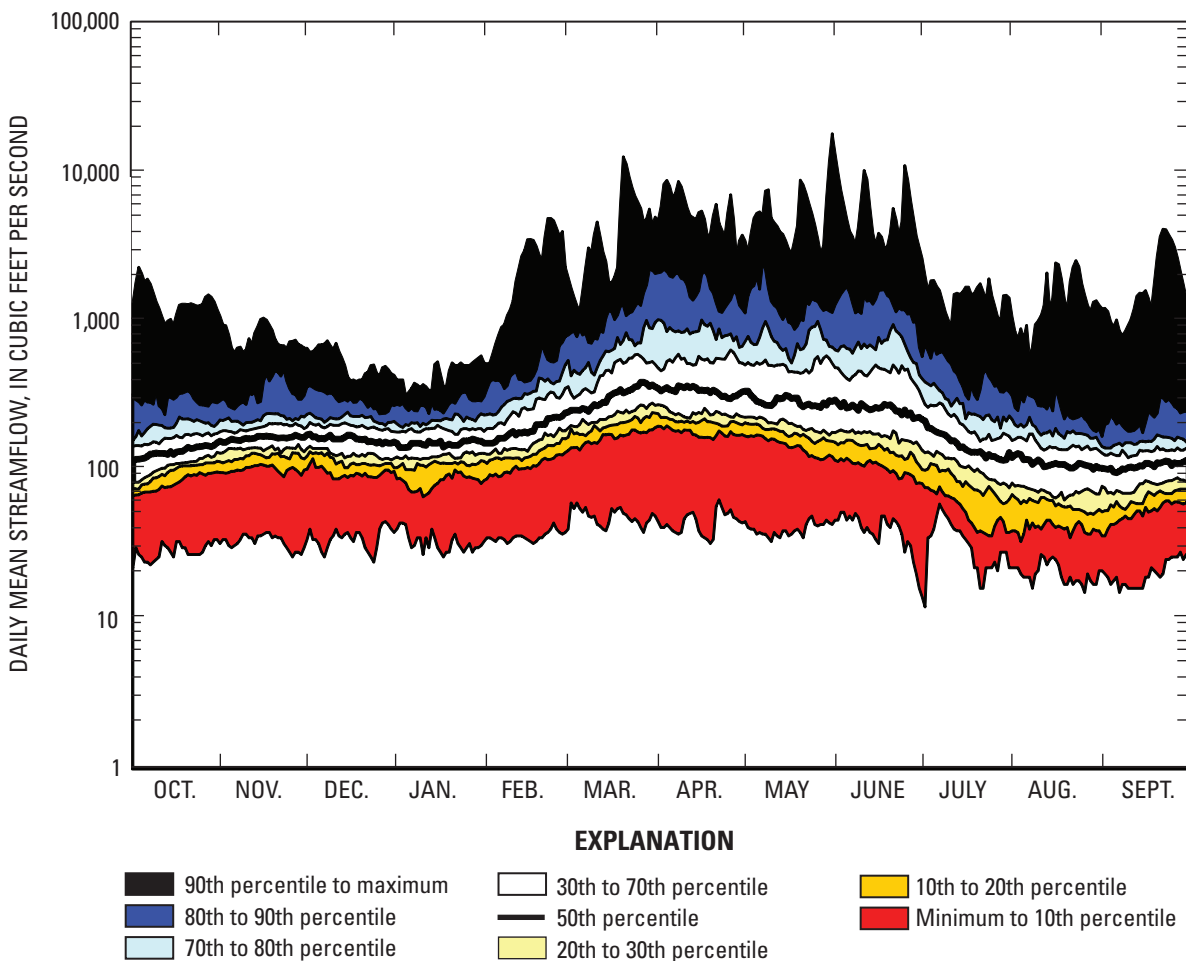 DAILY MEAN STREAMFLOW, IN CUBIC FEET PER SECOND
100,000
10,000
1,000
100
10
1
OCT. NOV. DEC. JAN. FEB. MAR. APR. MAY JUNE JULY AUG. SEPT.
EXPLANATION
90th percentile to maximum
80th to 90th percentile
70th to 80th percentile
30th to 70th percentile
50th percentile
20th to 30th percentile
10th to 20th percentile
Minimum to 10th percentile